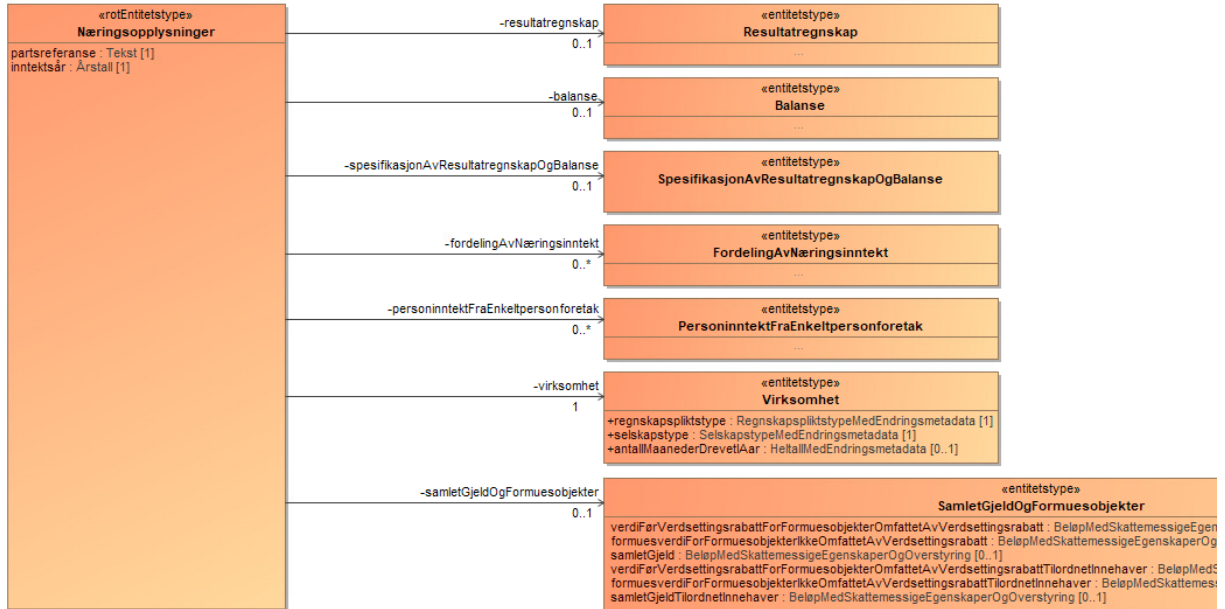 «rotEntitetstype»
Næringsopplysninger
partsreferanse : Tekst [1]
inntektsår : Årstall [1]
-resultatregnskap
0..1
«entitetstype»
Resultatregnskap
...
-balanse
0..1
«entitetstype»
Balanse
...
-spesifikasjonAvResultatregnskapOgBalanse
0..1
«entitetstype»
SpesifikasjonAvResultatregnskapOgBalanse
-fordelingAvNæringsinntekt
0..*
«entitetstype»
FordelingAvNæringsinntekt
...
-personinntektFraEnkeltpersonforetak
0..*
«entitetstype»
PersoninntektFraEnkeltpersonforetak
...
-virksomhet
1
«entitetstype»
Virksomhet
+regnskapspliktstype : RegnskapspliktstypeMedEndringsmetadata [1]
+selskapstype : SelskapstypeMedEndringsmetadata [1]
+antallMaanederDrevetIAar : HeltallMedEndringsmetadata [0..1]
-samletGjeldOgFormuesobjekter
0..1
«entitetstype»
SamletGjeldOgFormuesobjekter
verdiFørVerdsettingsrabattForFormuesobjekterOmfattetAvVerdsettingsrabatt : BeløpMedSkattemessigeEgen
formuesverdiForFormuesobjekterIkkeOmfattetAvVerdsettingsrabatt : BeløpMedSkattemessigeEgenskaperOg
samletGjeld : BeløpMedSkattemessigeEgenskaperOgOverstyring [0..1]
verdiFørVerdsettingsrabattForFormuesobjekterOmfattetAvVerdsettingsrabattTilordnetInnehaver : BeløpMedS
formuesverdiForFormuesobjekterIkkeOmfattetAvVerdsettingsrabattTilordnetInnehaver : BeløpMedSkattemess
samletGjeldTilordnetInnehaver : BeløpMedSkattemessigeEgenskaperOgOverstyring [0..1]